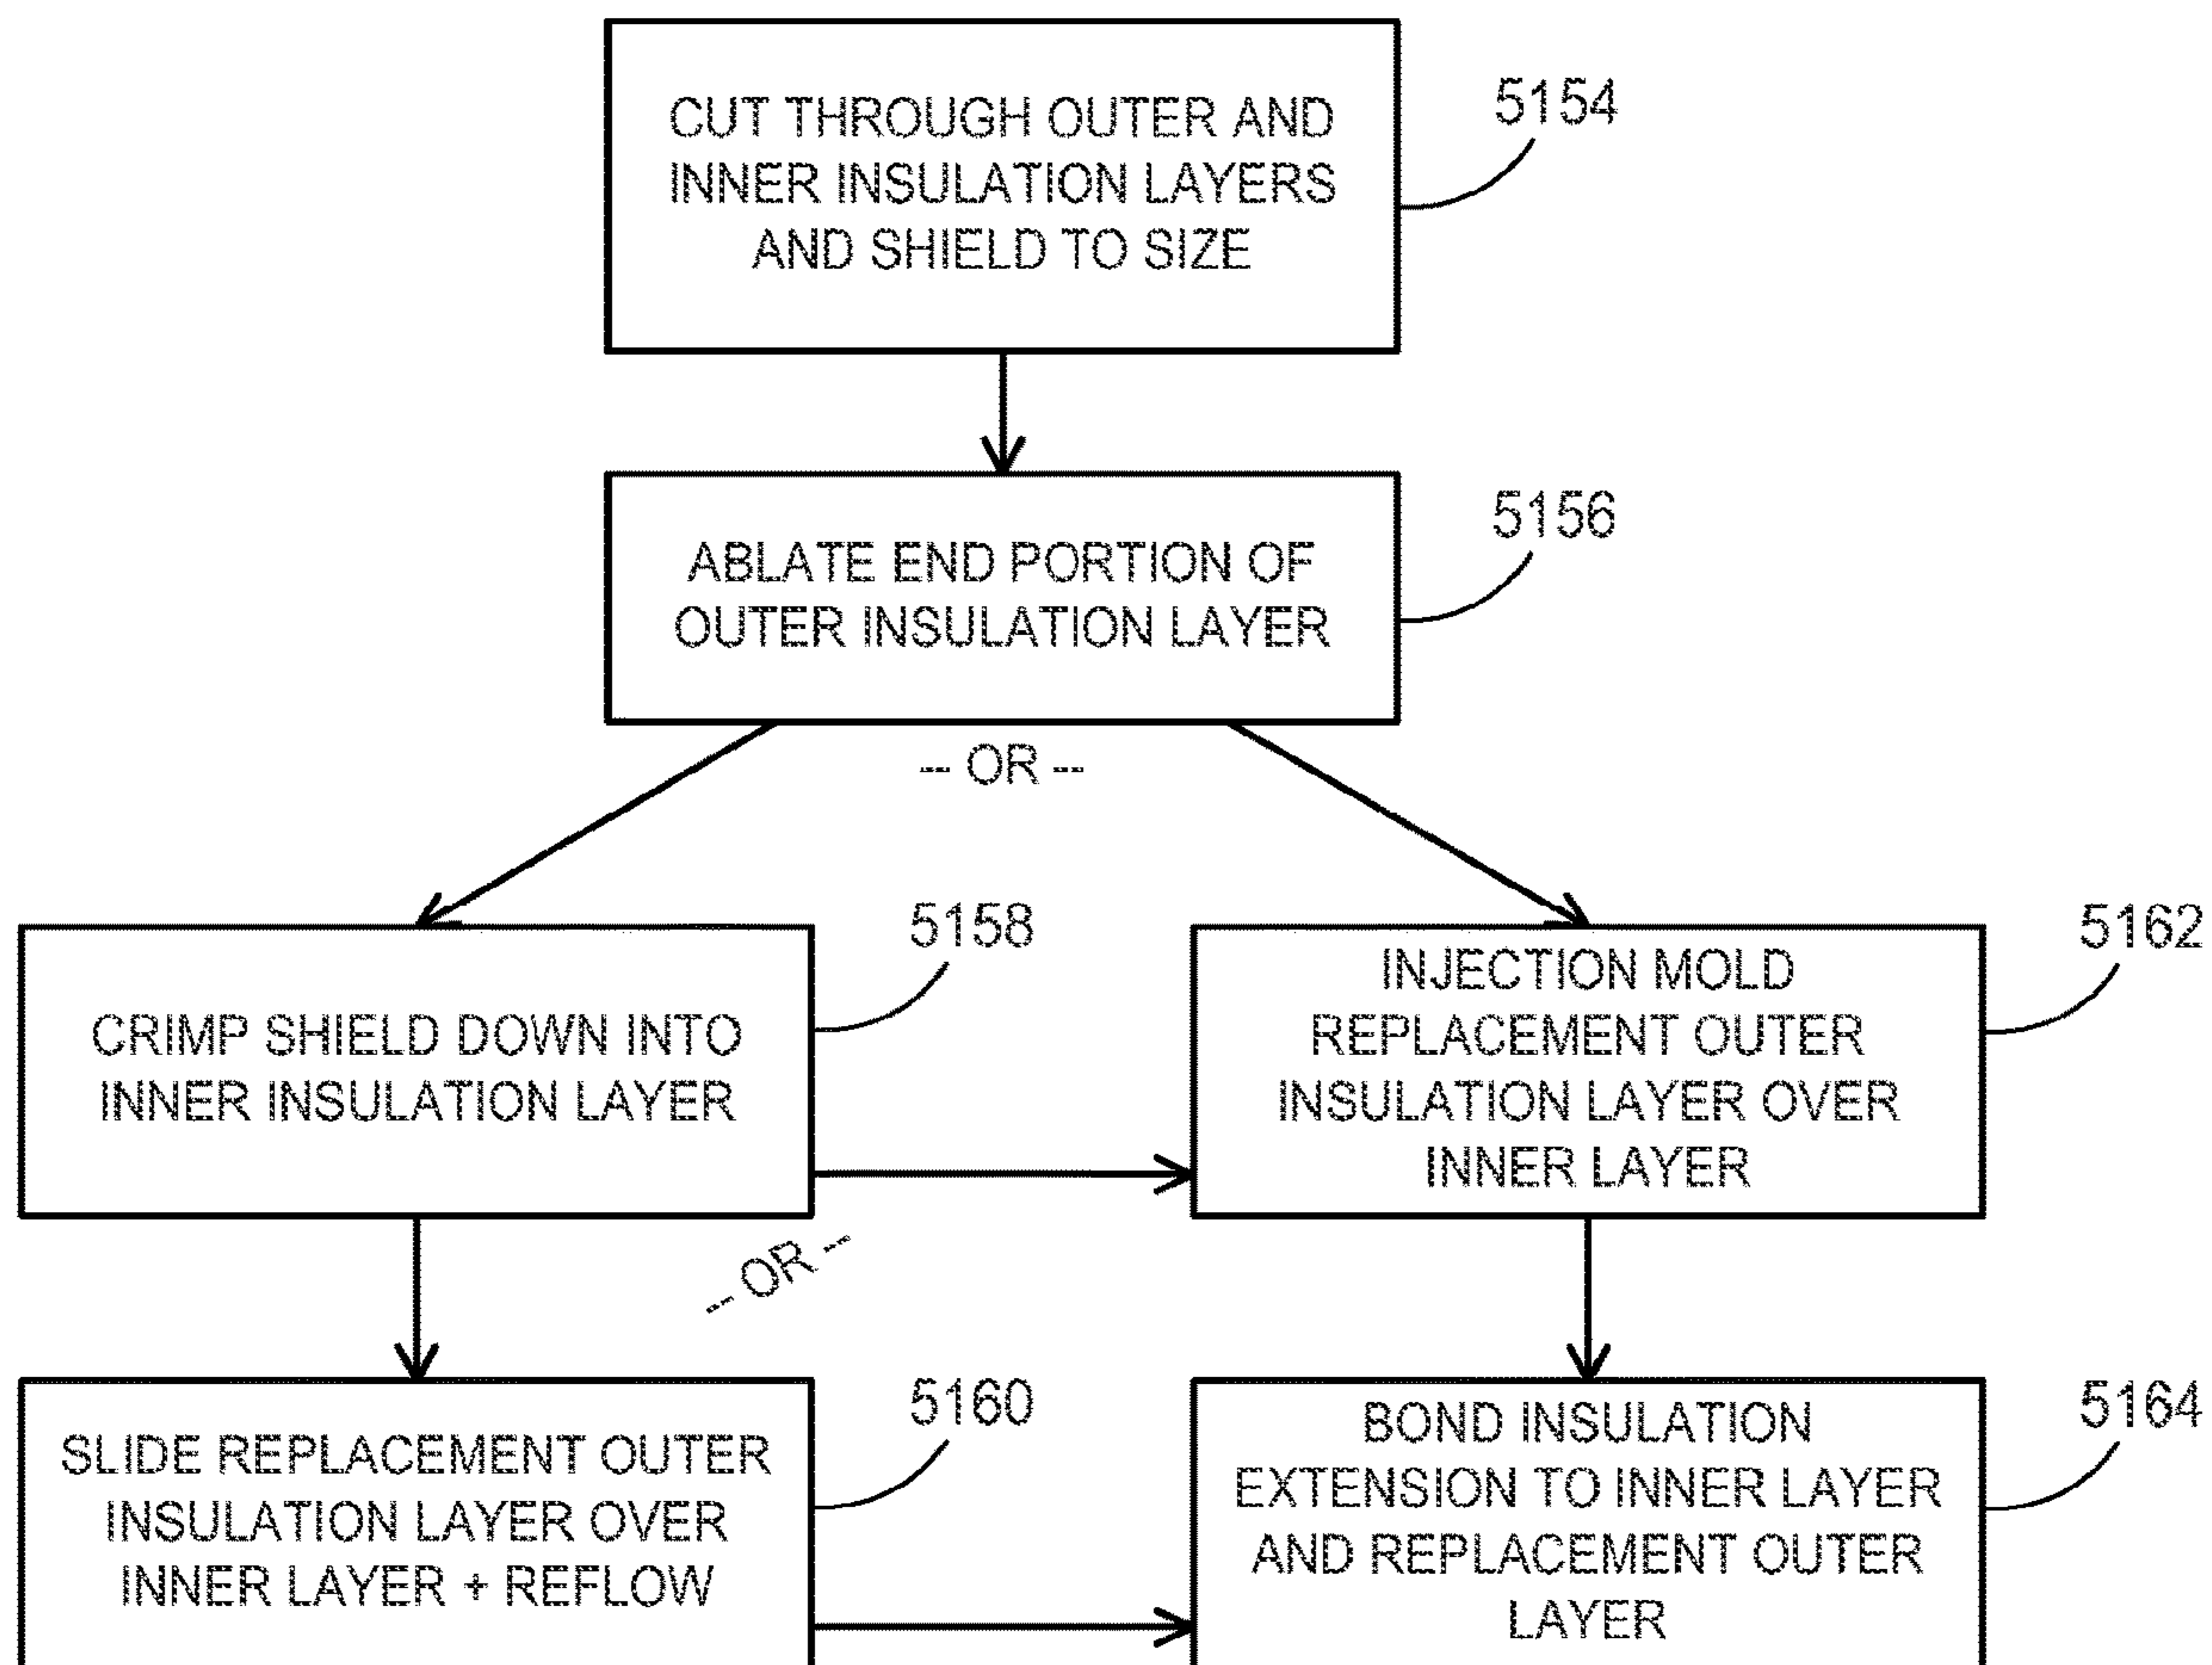 CUT THROUGH OUTER AND
INNER INSULATION LAYERS
AND SHIELD TO SIZE
5154
ABLATE END PORTION OF
OUTER INSULATION LAYER
5156
-- OR --
CRIMP SHIELD DOWN INTO
INNER INSULATION LAYER
5158
INJECTION MOLD
REPLACEMENT OUTER
INSULATION LAYER OVER
INNER LAYER
5162
-- OR --
SLIDE REPLACEMENT OUTER
INSULATION LAYER OVER
INNER LAYER + REFLOW
5160
BOND INSULATION
EXTENSION TO INNER LAYER
AND REPLACEMENT OUTER
LAYER
5164